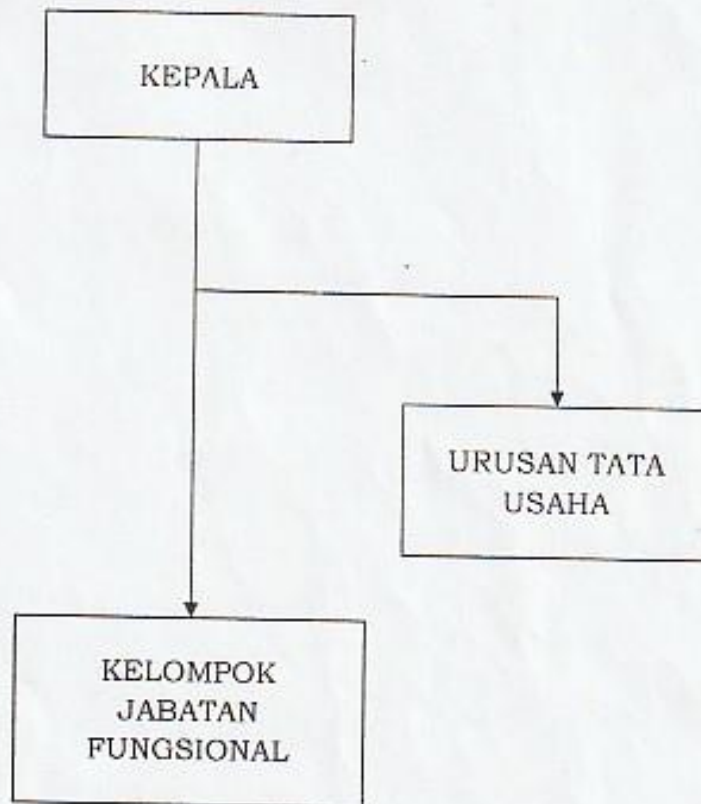 KEPALA
URUSAN TATA
USAHA
KELOMPOK
JABATAN
FUNGSIONAL